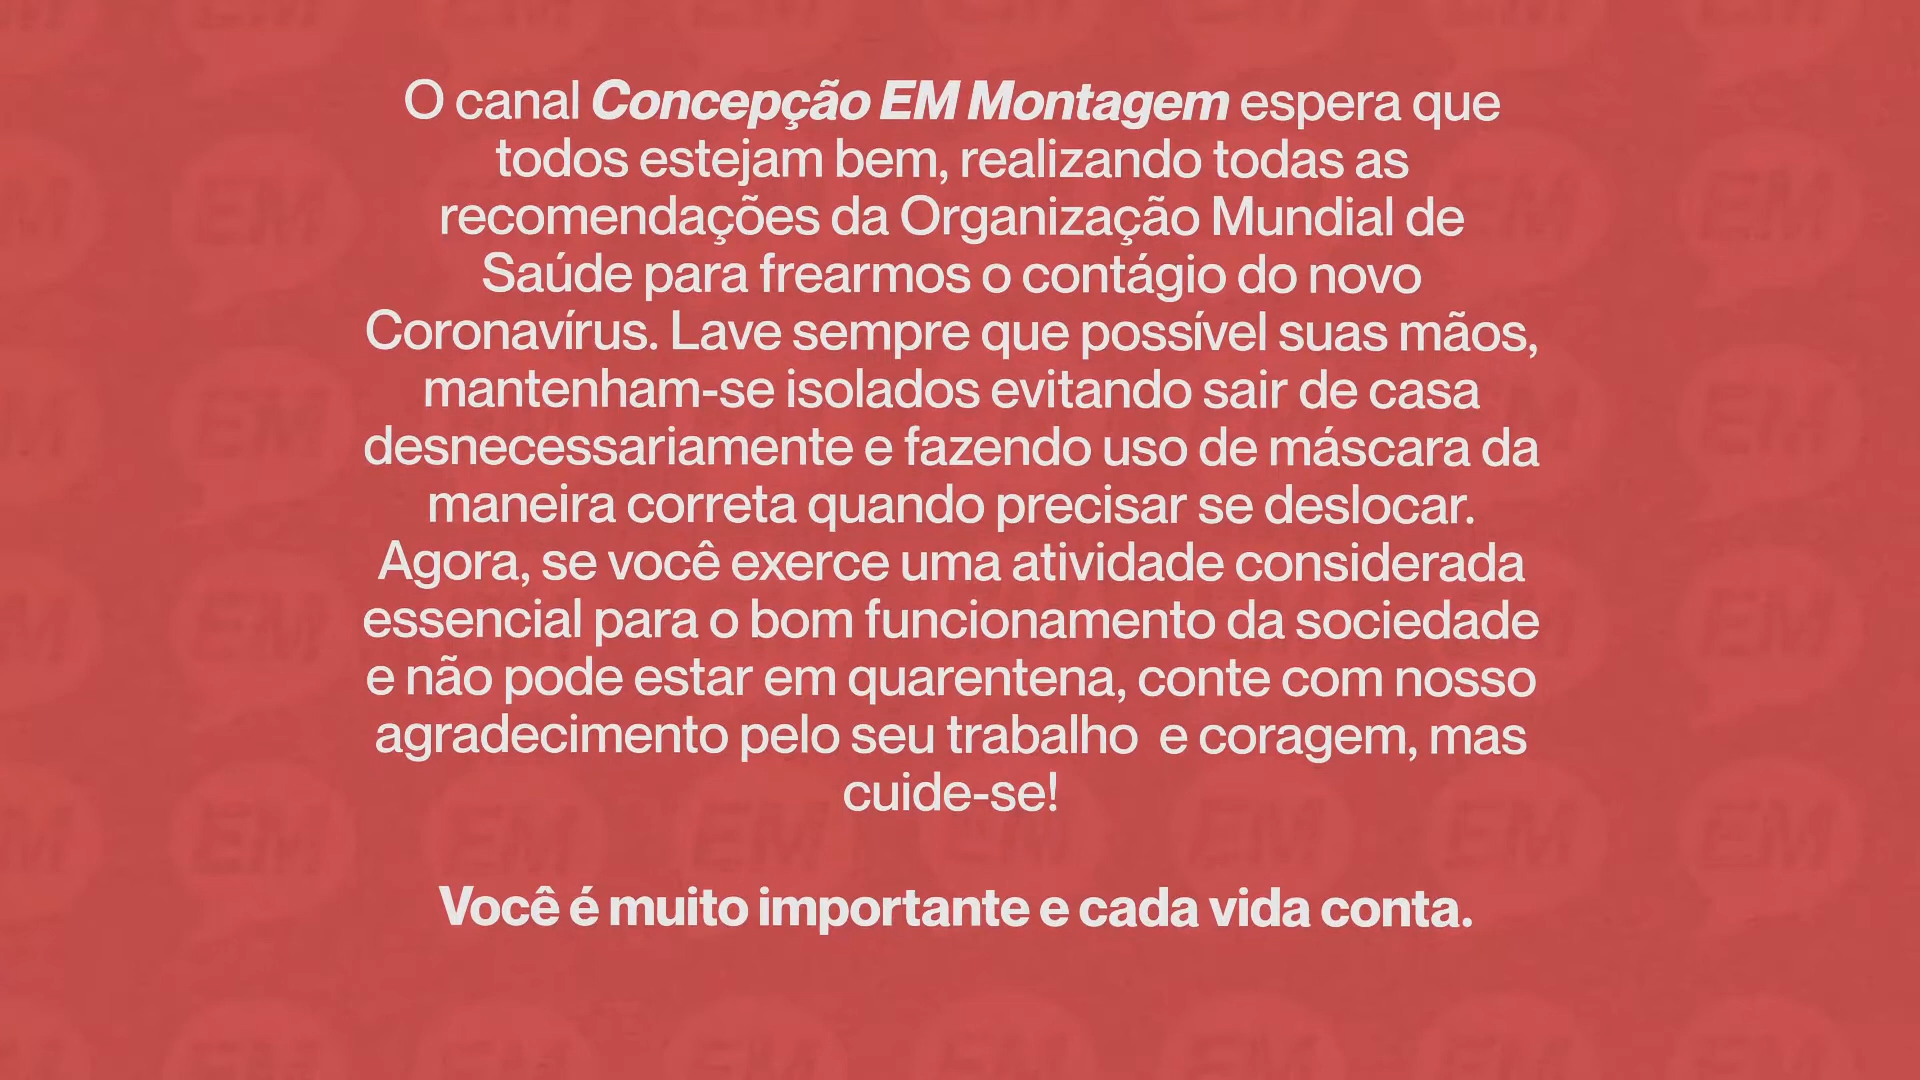 O canal Concepção EM Montagem espera que
todos estejam bem, realizando todas as
recomendações da Organização Mundial de
Saúde para frearmos o contágio do novo
Coronavírus. Lave sempre que possível suas mãos,
mantenham-se isolados evitando sair de casa
desnecessariamente e fazendo uso de máscara da
maneira correta quando precisar se deslocar.
Agora, se você exerce uma atividade considerada
essencial para o bom funcionamento da sociedade
e não pode estar em quarentena, conte com nosso
agradecimento pelo seu trabalho  e coragem, mas
cuide-se!
Você é muito importante e cada vida conta.